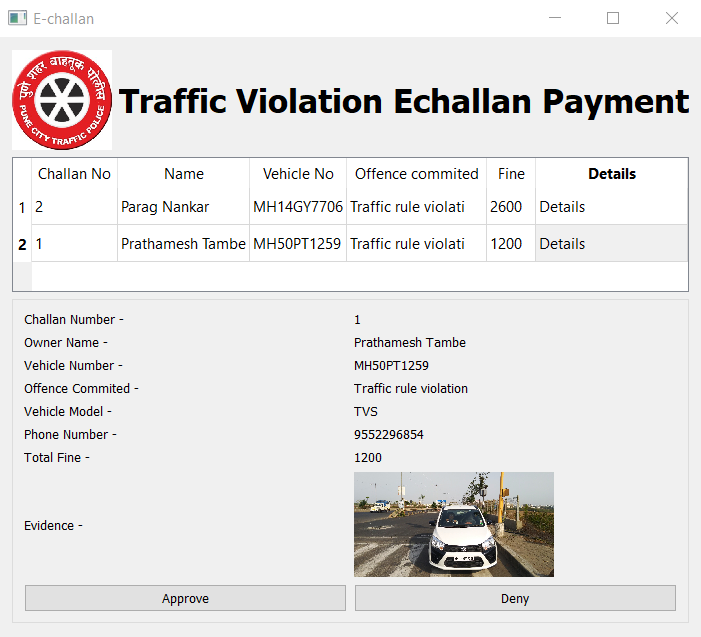 E-challan
पुणे शहर वाहतूक पोलीस
PUNE CITY TRAFFIC POLICE
Traffic Violation Echallan Payment
Challan No Name Vehicle No Offence commited Fine Details
1 2 Parag Nankar MH14GY7706 Traffic rule violati 2600 Details
2 1 Prathamesh Tambe MH50PT1259 Traffic rule violati 1200 Details
Challan Number - 1
Owner Name - Prathamesh Tambe
Vehicle Number - MH50PT1259
Offence Commited - Traffic rule violation
Vehicle Model - TVS
Phone Number - 9552296854
Total Fine - 1200
Evidence -
Approve Deny